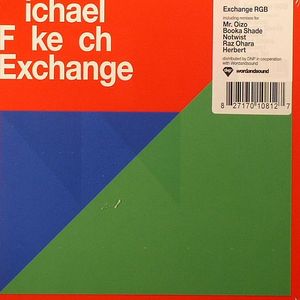 ichael
F ke ch
Exchange
Exchange RGB
including remixes for
Mr. Oizo
Booka Shade
Notwist
Raz Ohara
Herbert
distributed by DNP in cooperation
with Wordandsound
wordandsound
8 27170 10812 7